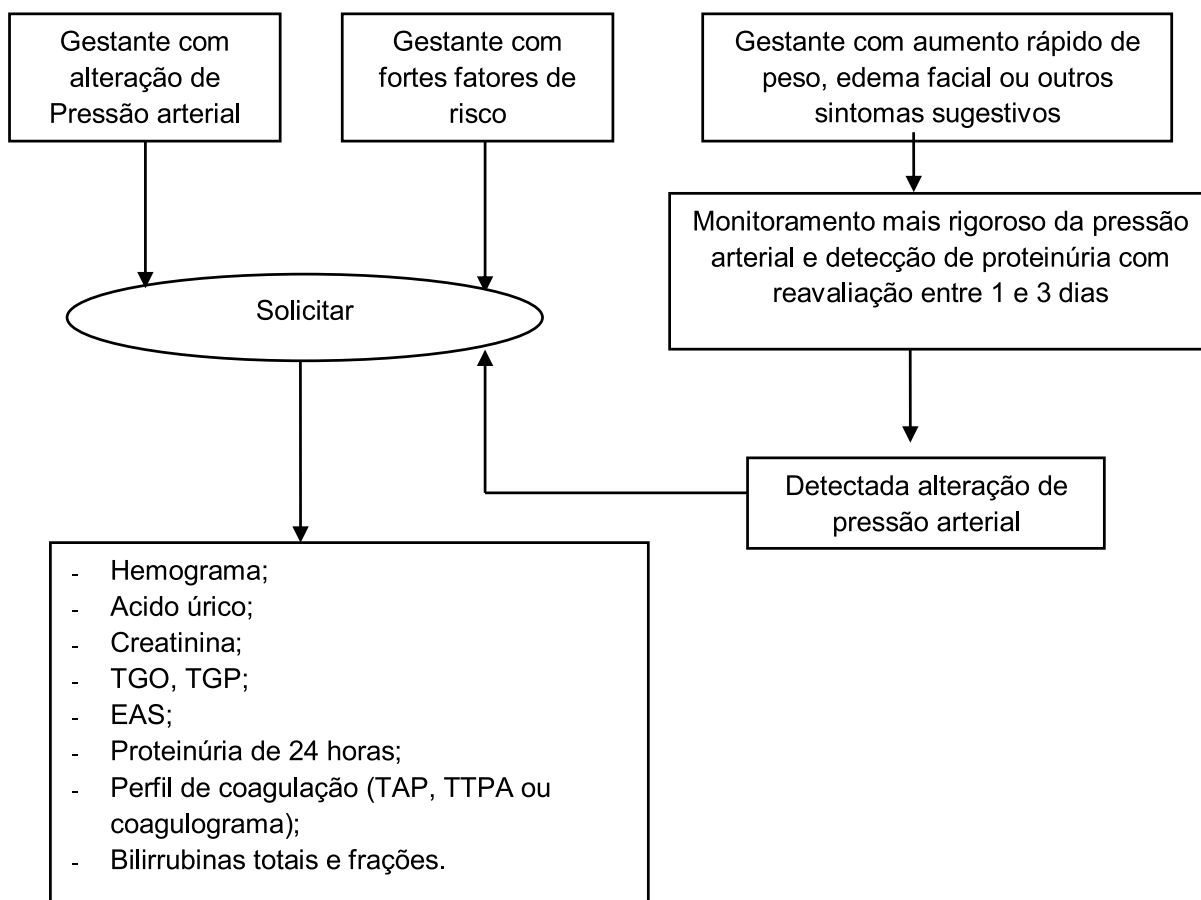 Gestante com
alteração de
Pressão arterial
Gestante com
fortes fatores de
risco
Gestante com aumento rápido de
peso, edema facial ou outros
sintomas sugestivos
Monitoramento mais rigoroso da pressão
arterial e detecção de proteinúria com
reavaliação entre 1 e 3 dias
Solicitar
Detectada alteração de
pressão arterial
- Hemograma;
- Acido úrico;
- Creatinina;
- TGO, TGP;
- EAS;
- Proteinúria de 24 horas;
- Perfil de coagulação (TAP, TTPA ou
coagulograma);
- Bilirrubinas totais e frações.